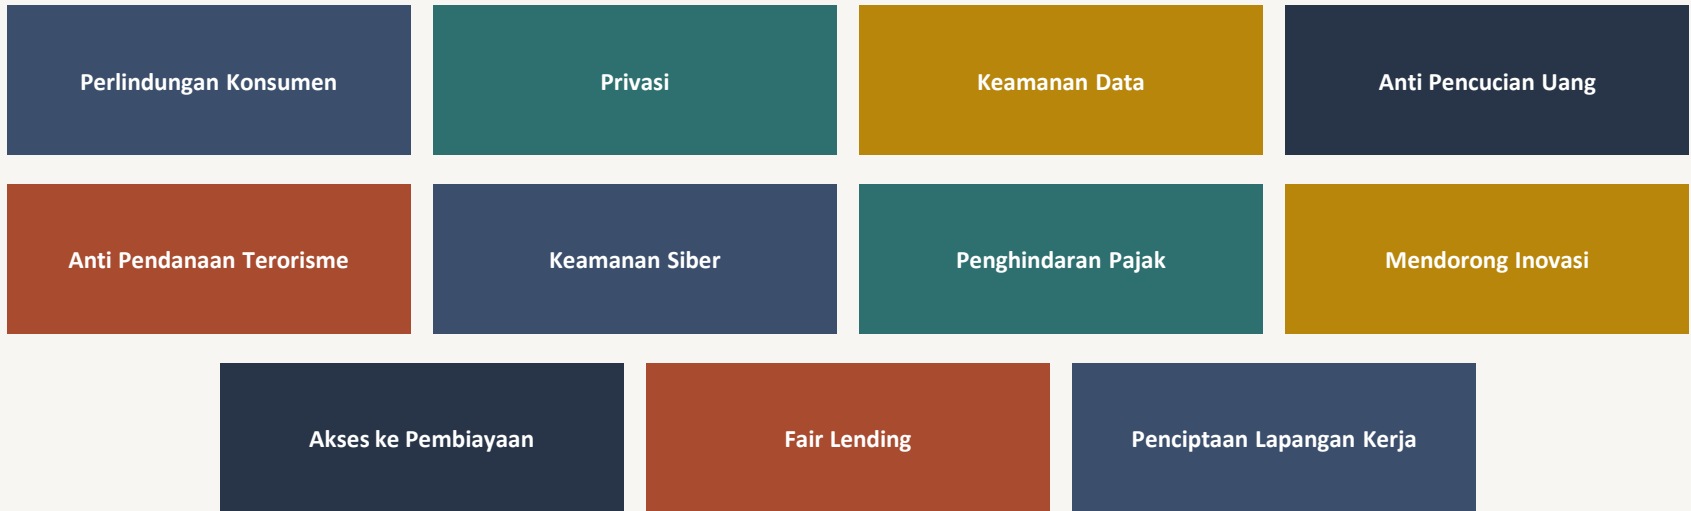 Perlindungan Konsumen
Privasi
Keamanan Data
Anti Pencucian Uang
Anti Pendanaan Terorisme
Keamanan Siber
Penghindaran Pajak
Mendorong Inovasi
Akses ke Pembiayaan
Fair Lending
Penciptaan Lapangan Kerja